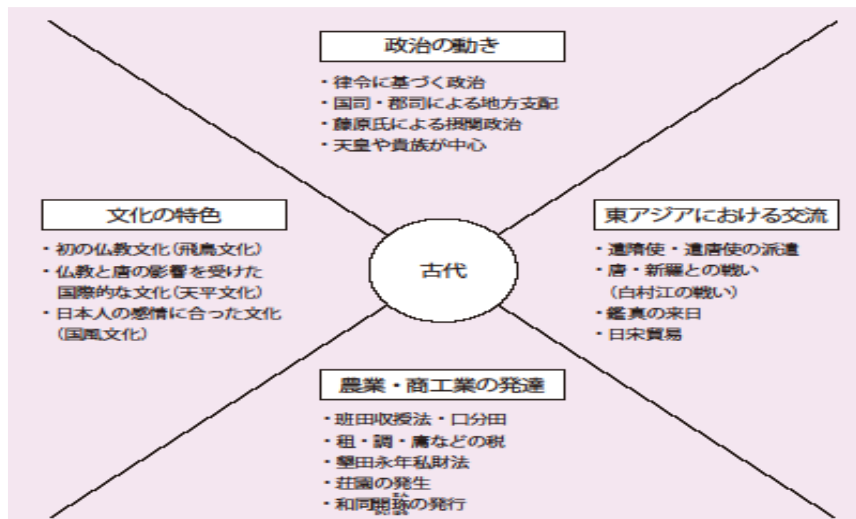 政治の動き
・律令に基づく政治
・国司・郡司による地方支配
・藤原氏による摂関政治
・天皇や貴族が中心
文化の特色
・初の仏教文化(飛鳥文化)
・仏教と唐の影響を受けた
国際的な文化(天平文化)
・日本人の感情に合った文化
(国風文化)
古代
東アジアにおける交流
・遣隋使・遣唐使の派遣
・唐・新羅との戦い
(白村江の戦い)
・鑑真の来日
・日宋貿易
農業・商工業の発達
・班田収授法・口分田
・租・調・庸などの税
・墾田永年私財法
・荘園の発生
・和同開珎の発行